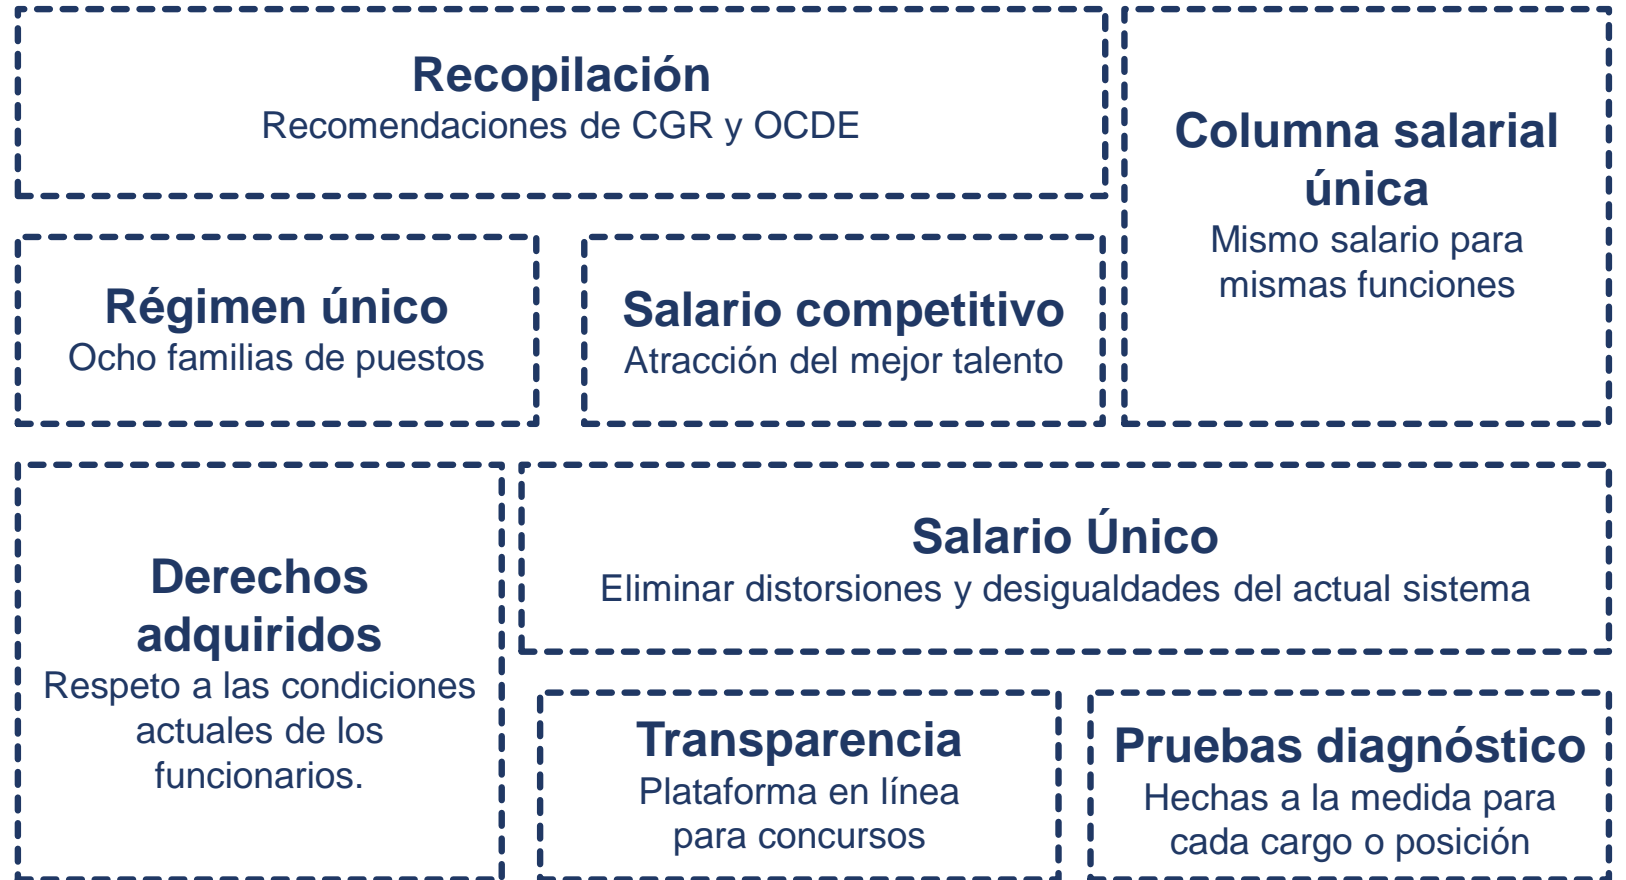 Recopilación
Recomendaciones de CGR y OCDE
Columna salarial
única
Mismo salario para
mismas funciones
Régimen único
Ocho familias de puestos
Salario competitivo
Atracción del mejor talento
Derechos
adquiridos
Respeto a las condiciones
actuales de los
funcionarios.
Salario Único
Eliminar distorsiones y desigualdades del actual sistema
Transparencia
Plataforma en línea
para concursos
Pruebas diagnóstico
Hechas a la medida para
cada cargo o posición